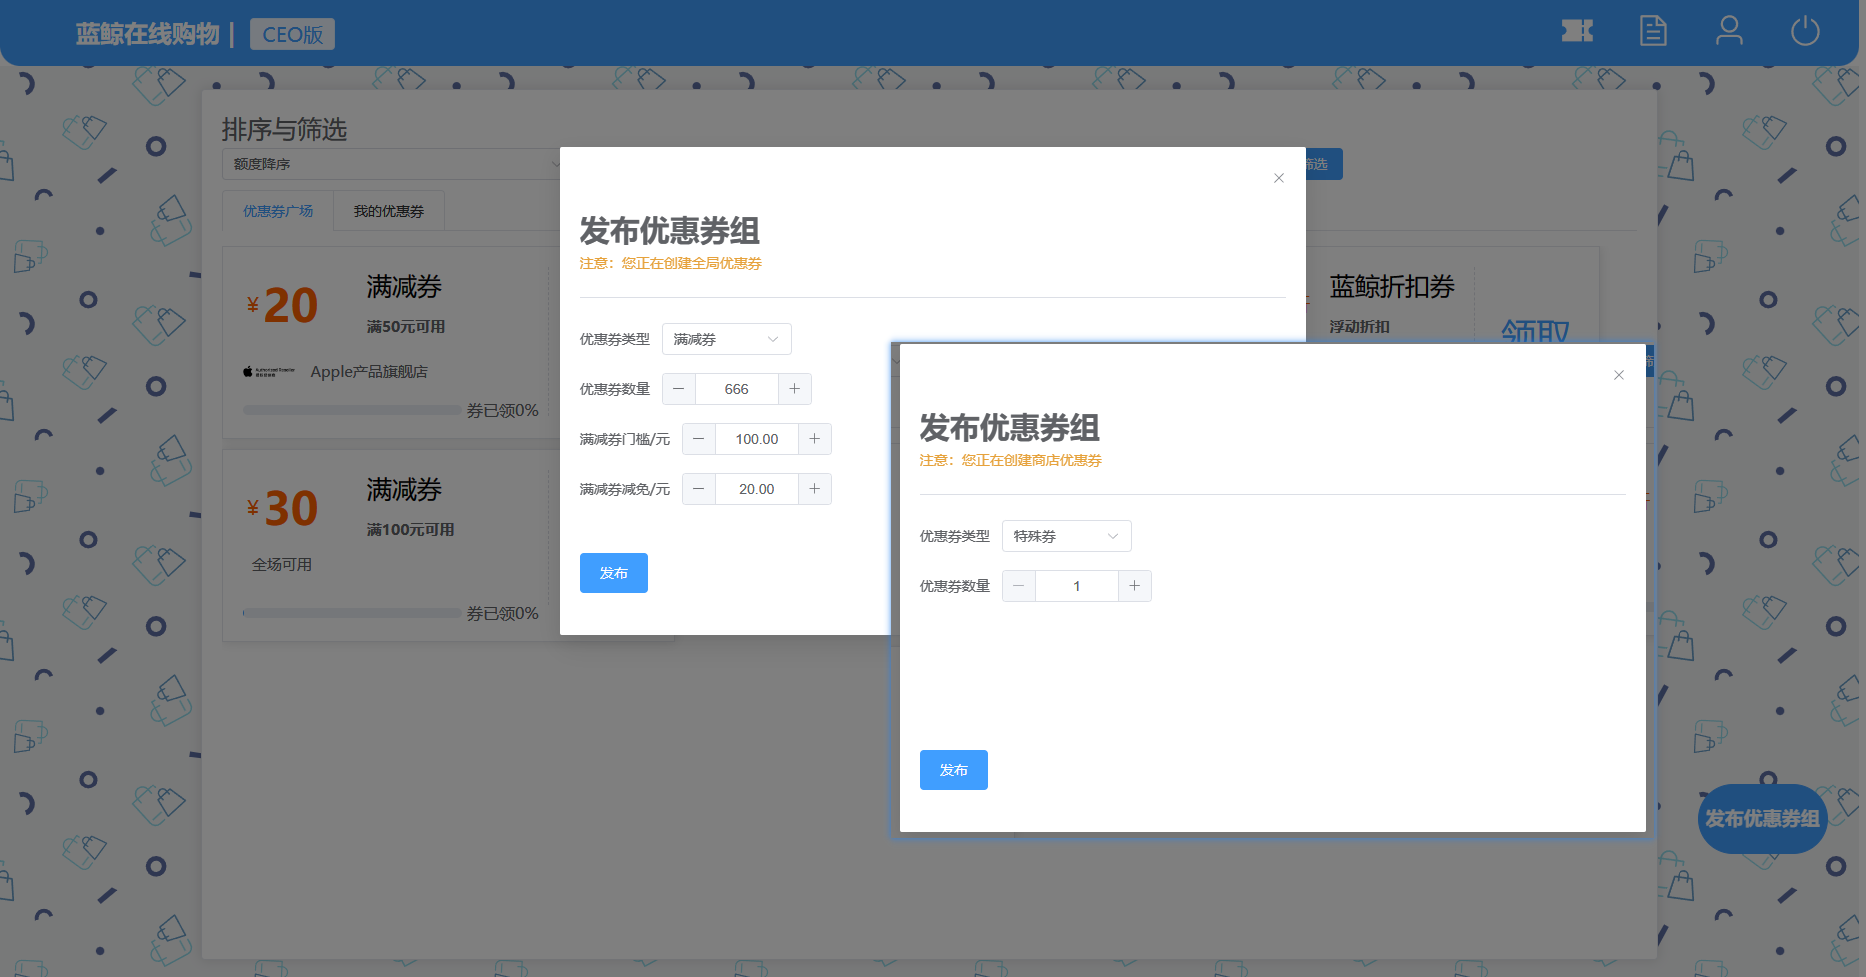 蓝鲸在线购物 | CEO版
排序与筛选
额度降序
筛选
优惠券广场
我的优惠券
¥20
满减券
满50元可用
Apple产品旗舰店
券已领0%
¥30
满减券
满100元可用
全场可用
券已领0%
蓝鲸折扣券
浮动折扣
领取
发布优惠券组
注意：您正在创建全局优惠券
优惠券类型 满减券
优惠券数量 － 666 +
满减券门槛/元 － 100.00 +
满减券减免/元 － 20.00 +
发布
发布优惠券组
注意：您正在创建商店优惠券
优惠券类型 特殊券
优惠券数量 － 1 +
发布
发布优惠券组